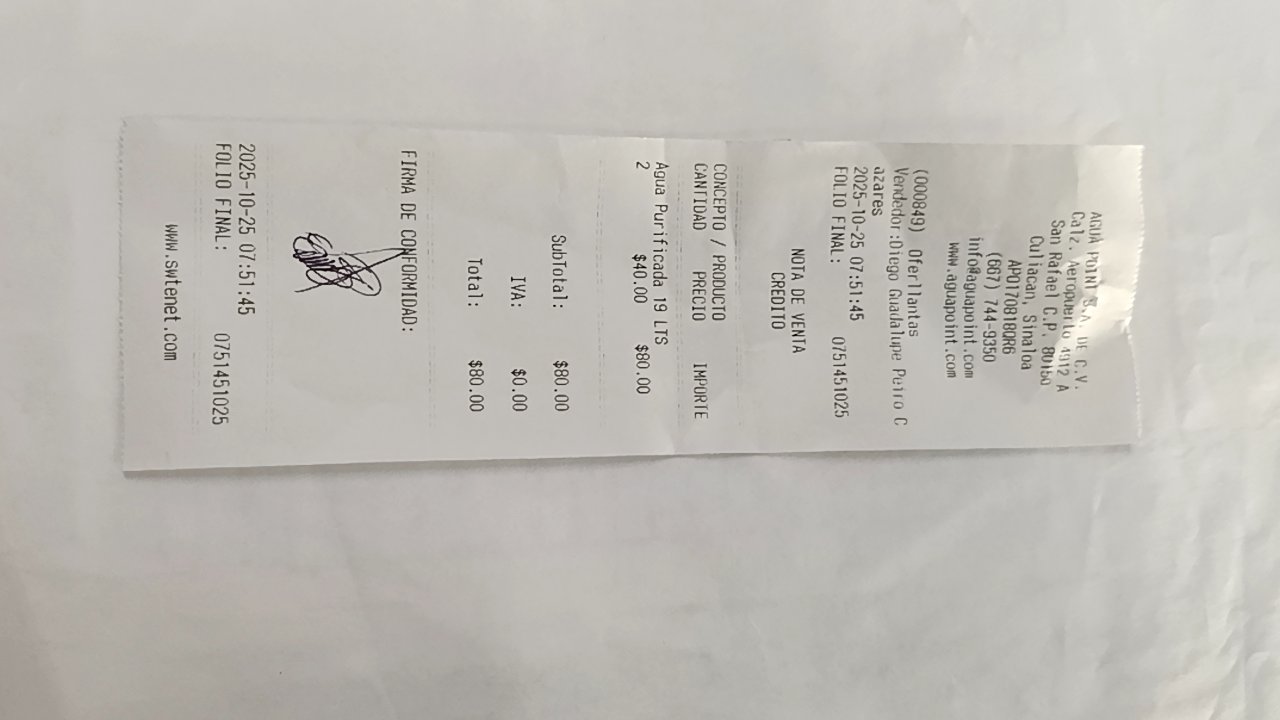 AGUA POINT S.A. DE C.V.
Calz. Aeropuerto 4912 A
San Rafael C.P. 80150
Culiacan, Sinaloa
APO170818QR6
(667) 744-9350
info@aguapoint.com
www.aguapoint.com
(000849) Oferllantas
Vendedor:Diego Guadalupe Peiro C
azares
2025-10-25 07:51:45
FOLIO FINAL: 0751451025
NOTA DE VENTA
CREDITO
CONCEPTO / PRODUCTO
CANTIDAD PRECIO IMPORTE
Agua Purificada 19 LTS
2 $40.00 $80.00
SubTotal: $80.00
IVA: $0.00
Total: $80.00
FIRMA DE CONFORMIDAD:
2025-10-25 07:51:45
FOLIO FINAL: 0751451025
www.swtenet.com